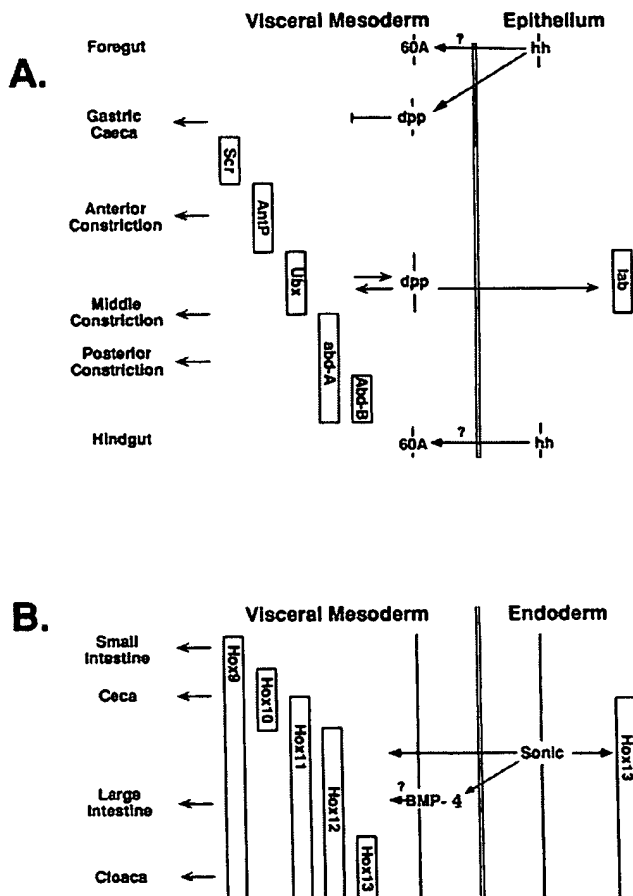 A.
Visceral Mesoderm
Epithelium
Foregut
60A
?
hh
Gastric
Caeca
dpp
Scr
Anterior
Constriction
AntP
Ubx
dpp
lab
Middle
Constriction
abd-A
Posterior
Constriction
Abd-B
Hindgut
60A
?
hh
B.
Visceral Mesoderm
Endoderm
Small
Intestine
Hox9
Ceca
Hox10
Hox11
Sonic
Hox13
Large
Intestine
?
BMP-4
Hox12
Cloaca
Hox13